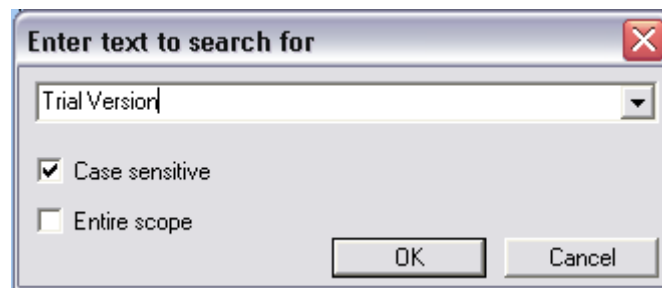 Enter text to search for
Trial Version
Case sensitive
Entire scope
OK Cancel